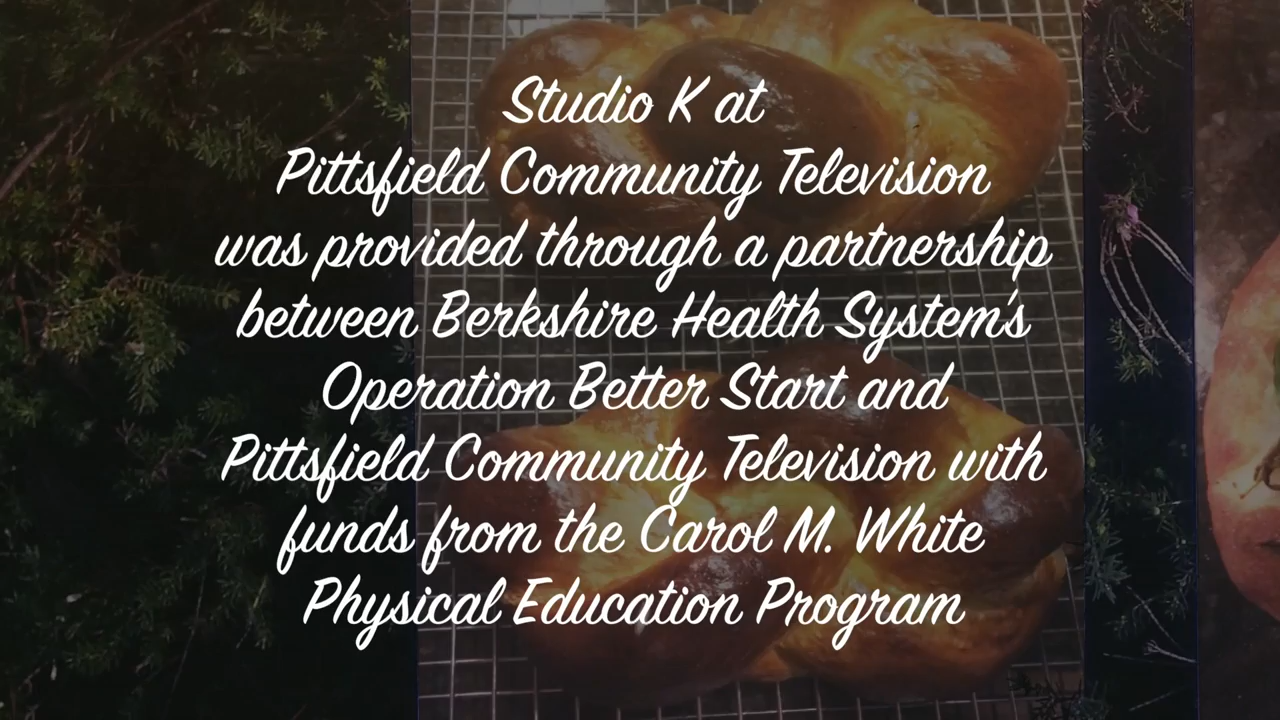 Studio K at
Pittsfield Community Television
was provided through a partnership
between Berkshire Health System's
Operation Better Start and
Pittsfield Community Television with
funds from the Carol M. White
Physical Education Program